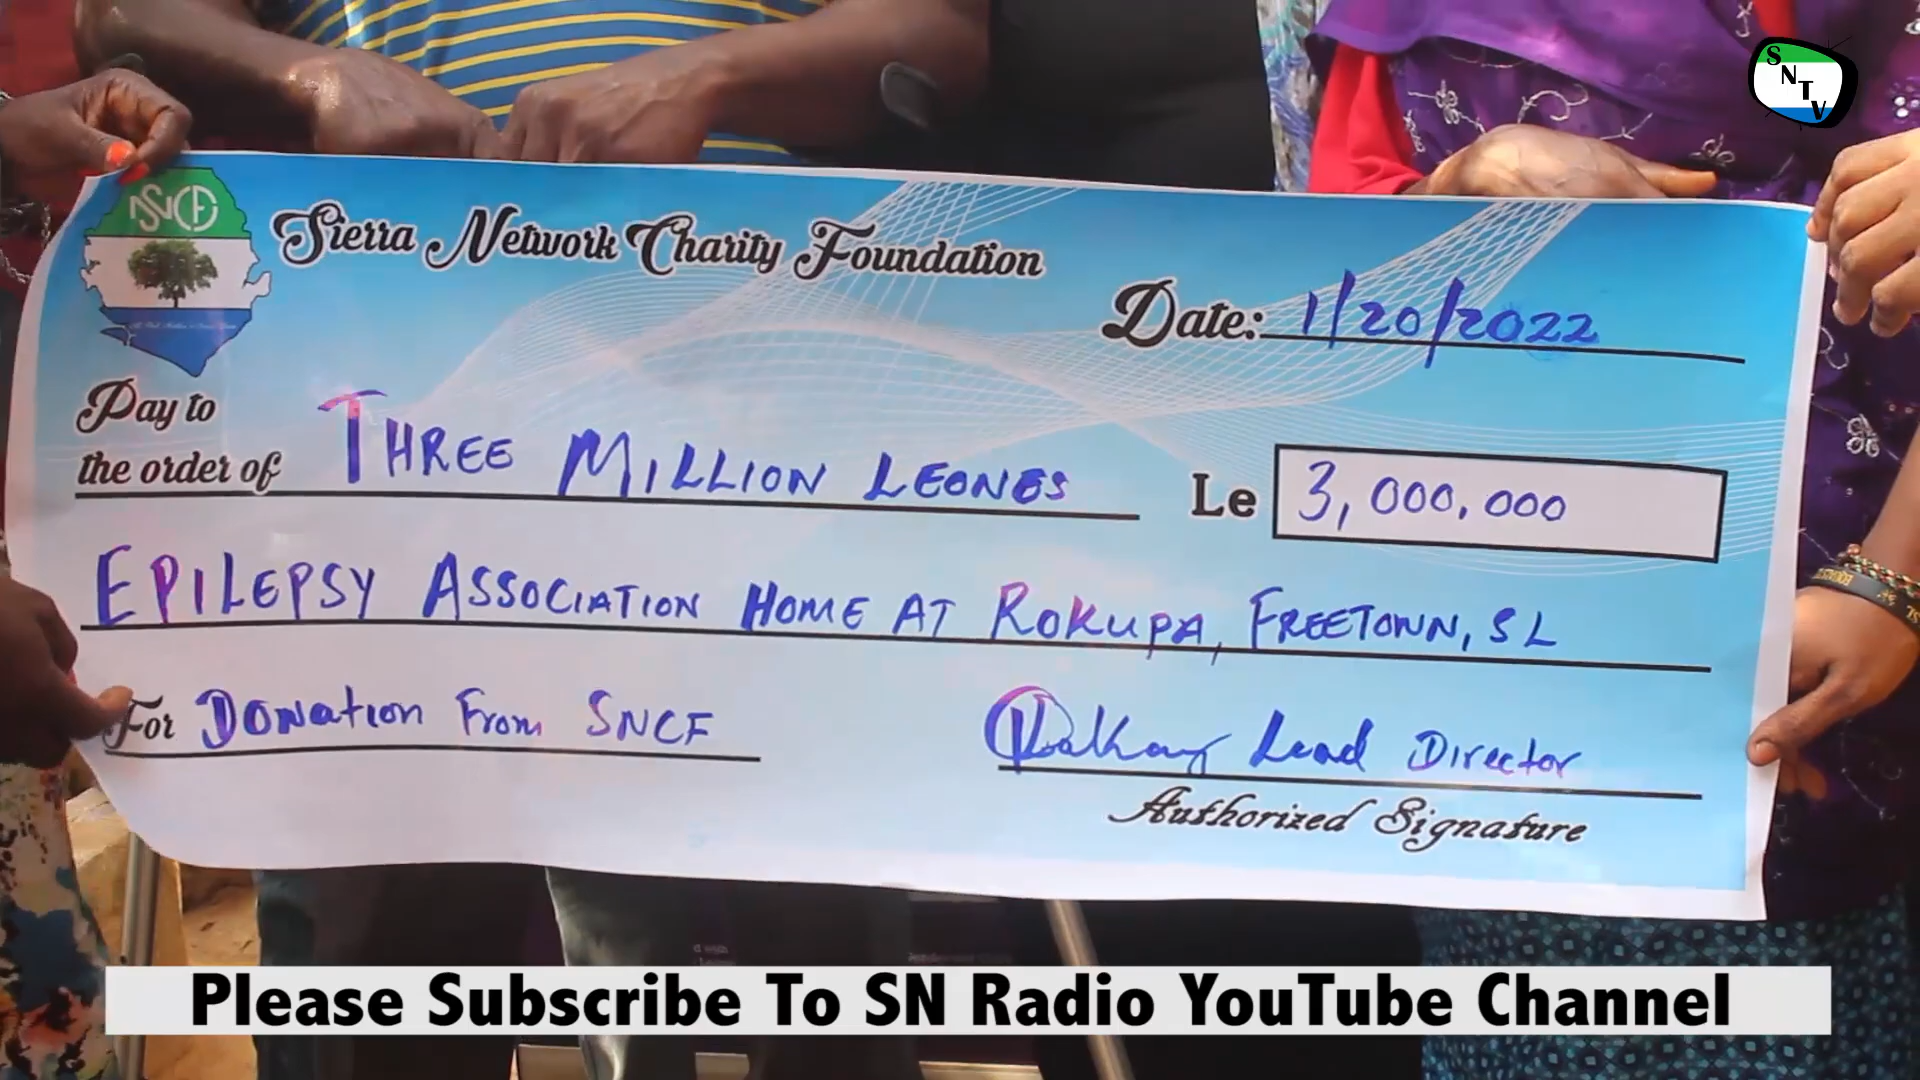 SNTV
SNCF
Sierra Network Charity Foundation
Date: 1/20/2022
Pay to
the order of THREE MILLION LEONES Le 3,000,000
EPILEPSY ASSOCIATION HOME AT ROKUPA, FREETOWN, SL
For DONation From SNCF
Lead Director
Authorized Signature
Please Subscribe To SN Radio YouTube Channel